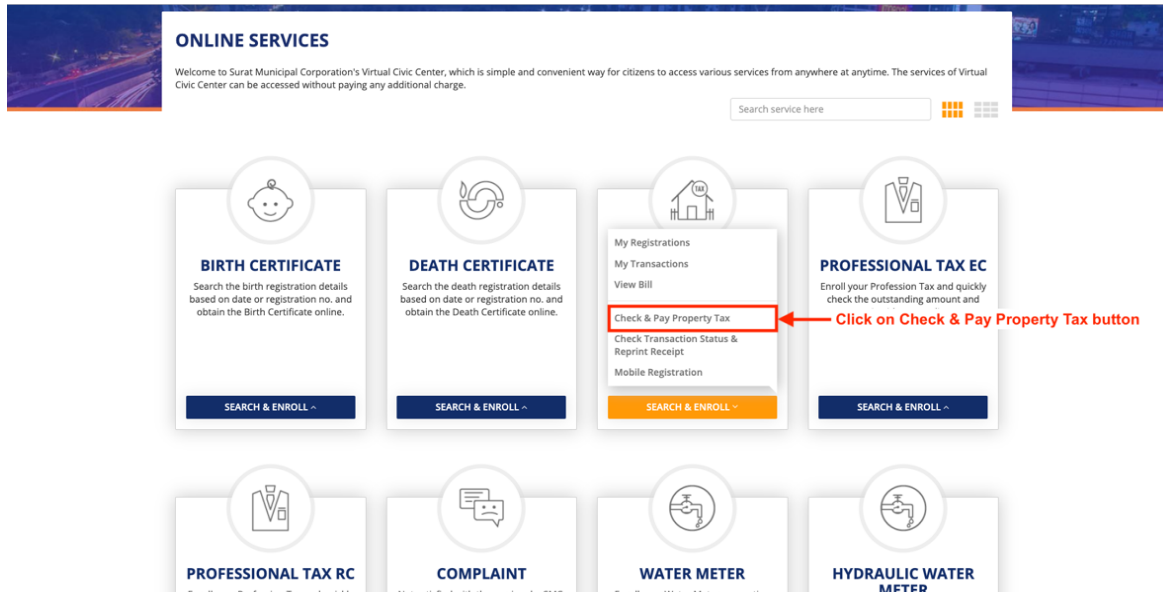 ONLINE SERVICES
Welcome to Surat Municipal Corporation's Virtual Civic Center, which is simple and convenient way for citizens to access various services from anywhere at anytime. The services of Virtual
Civic Center can be accessed without paying any additional charge.
Search service here
BIRTH CERTIFICATE
Search the birth registration details
based on date or registration no. and
obtain the Birth Certificate online.
SEARCH & ENROLL
DEATH CERTIFICATE
Search the death registration details
based on date or registration no. and
obtain the Death Certificate online.
SEARCH & ENROLL
TAX
My Registrations
My Transactions
View Bill
Check & Pay Property Tax
Check Transaction Status &
Reprint Receipt
Mobile Registration
SEARCH & ENROLL
PROFESSIONAL TAX EC
Enroll your Profession Tax and quickly
check the outstanding amount and
Click on Check & Pay Property Tax button
SEARCH & ENROLL
PROFESSIONAL TAX RC
COMPLAINT
WATER METER
HYDRAULIC WATER
METER